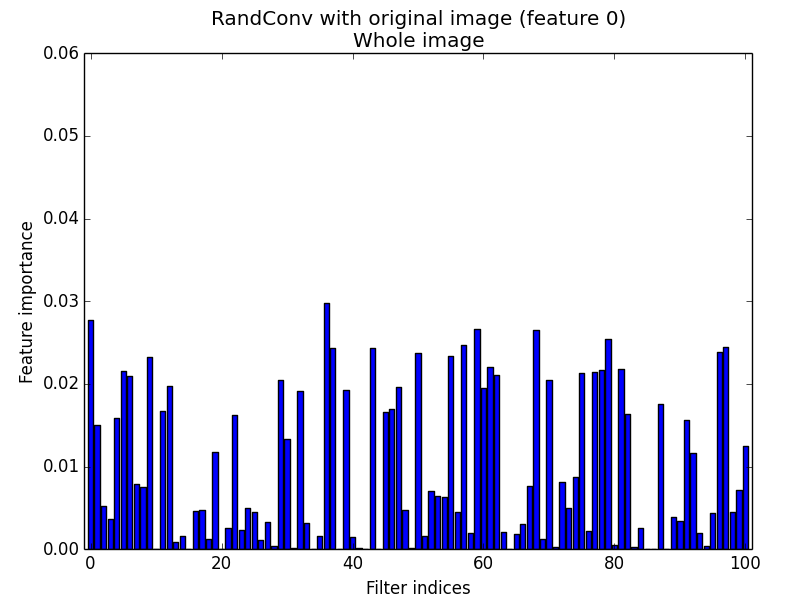 RandConv with original image (feature 0)
Whole image
0.06
0.05
0.04
0.03
0.02
0.01
0.00
Feature importance
0 20 40 60 80 100
Filter indices